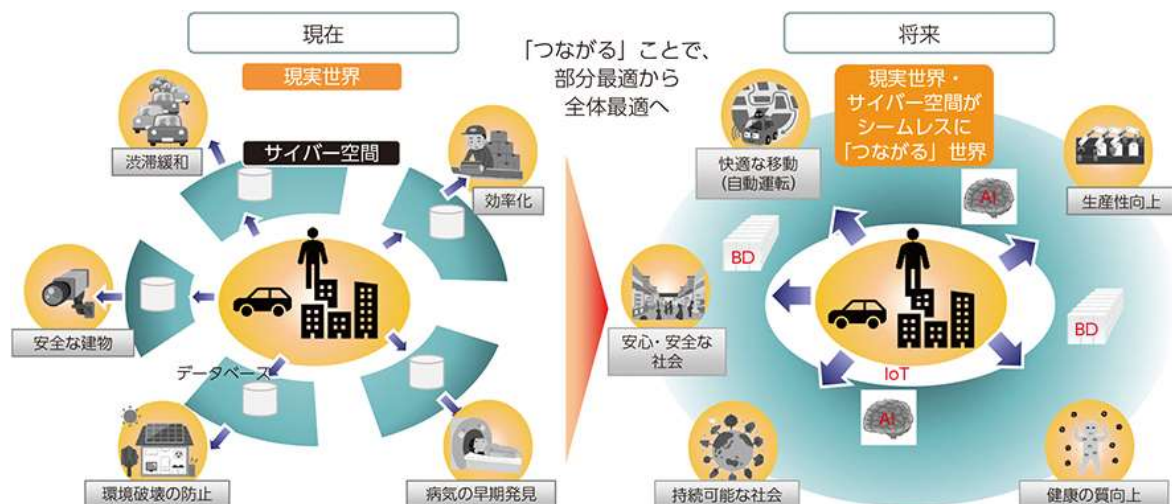 現在
現実世界
サイバー空間
渋滞緩和
効率化
安全な建物
データベース
環境破壊の防止
病気の早期発見
「つながる」ことで、
部分最適から
全体最適へ
将来
現実世界・
サイバー空間が
シームレスに
「つながる」世界
快適な移動
(自動運転)
AI
生産性向上
BD
BD
安心・安全な
社会
IoT
AI
持続可能な社会
健康の質向上